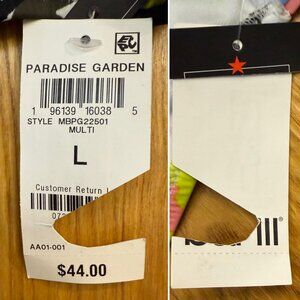 PARADISE GARDEN
1 96139 16038 5
STYLE MBPG22501
MULTI
L
Customer Return
AA01-001
$44.00